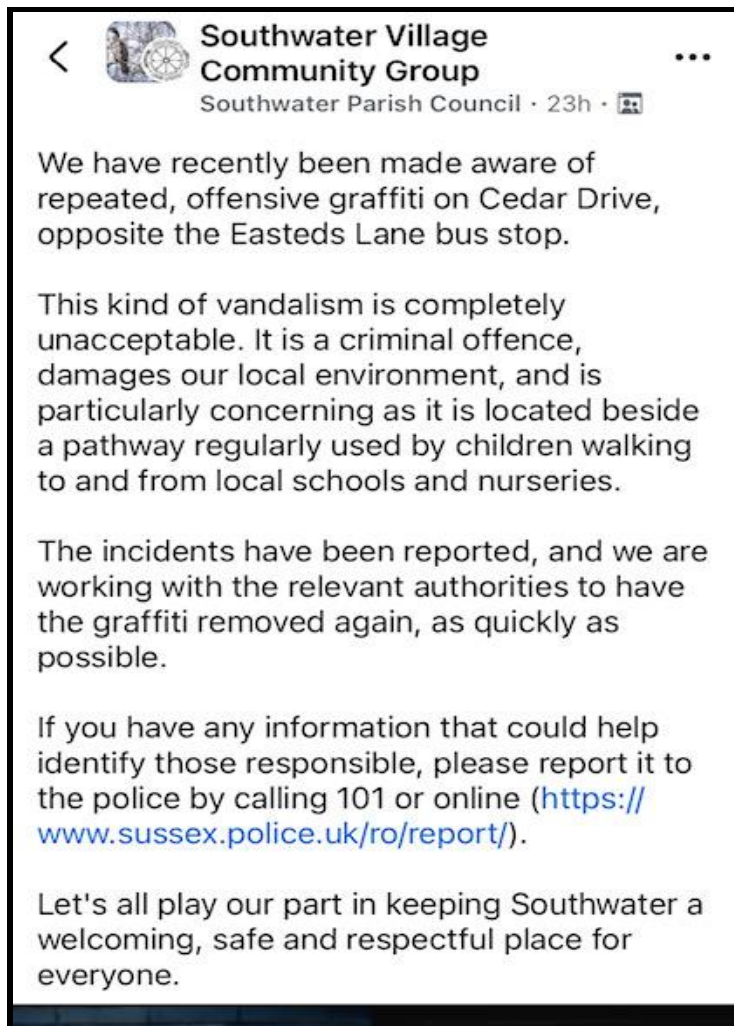 Southwater Village
Community Group
Southwater Parish Council · 23h ·
We have recently been made aware of
repeated, offensive graffiti on Cedar Drive,
opposite the Easteds Lane bus stop.
This kind of vandalism is completely
unacceptable. It is a criminal offence,
damages our local environment, and is
particularly concerning as it is located beside
a pathway regularly used by children walking
to and from local schools and nurseries.
The incidents have been reported, and we are
working with the relevant authorities to have
the graffiti removed again, as quickly as
possible.
If you have any information that could help
identify those responsible, please report it to
the police by calling 101 or online (https://
www.sussex.police.uk/ro/report/).
Let's all play our part in keeping Southwater a
welcoming, safe and respectful place for
everyone.